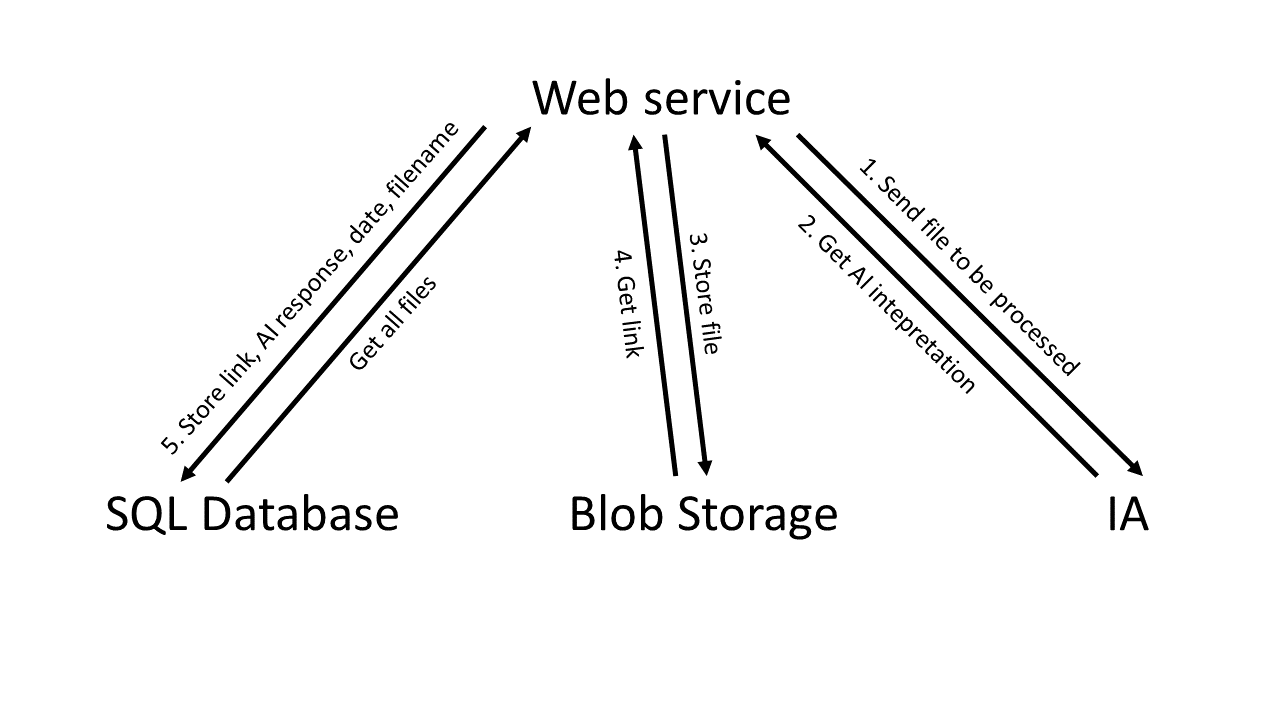 Web service
5. Store link, AI response, date, filename
Get all files
4. Get link
3. Store file
2. Get AI intepretation
1. Send file to be processed
SQL Database
Blob Storage
IA